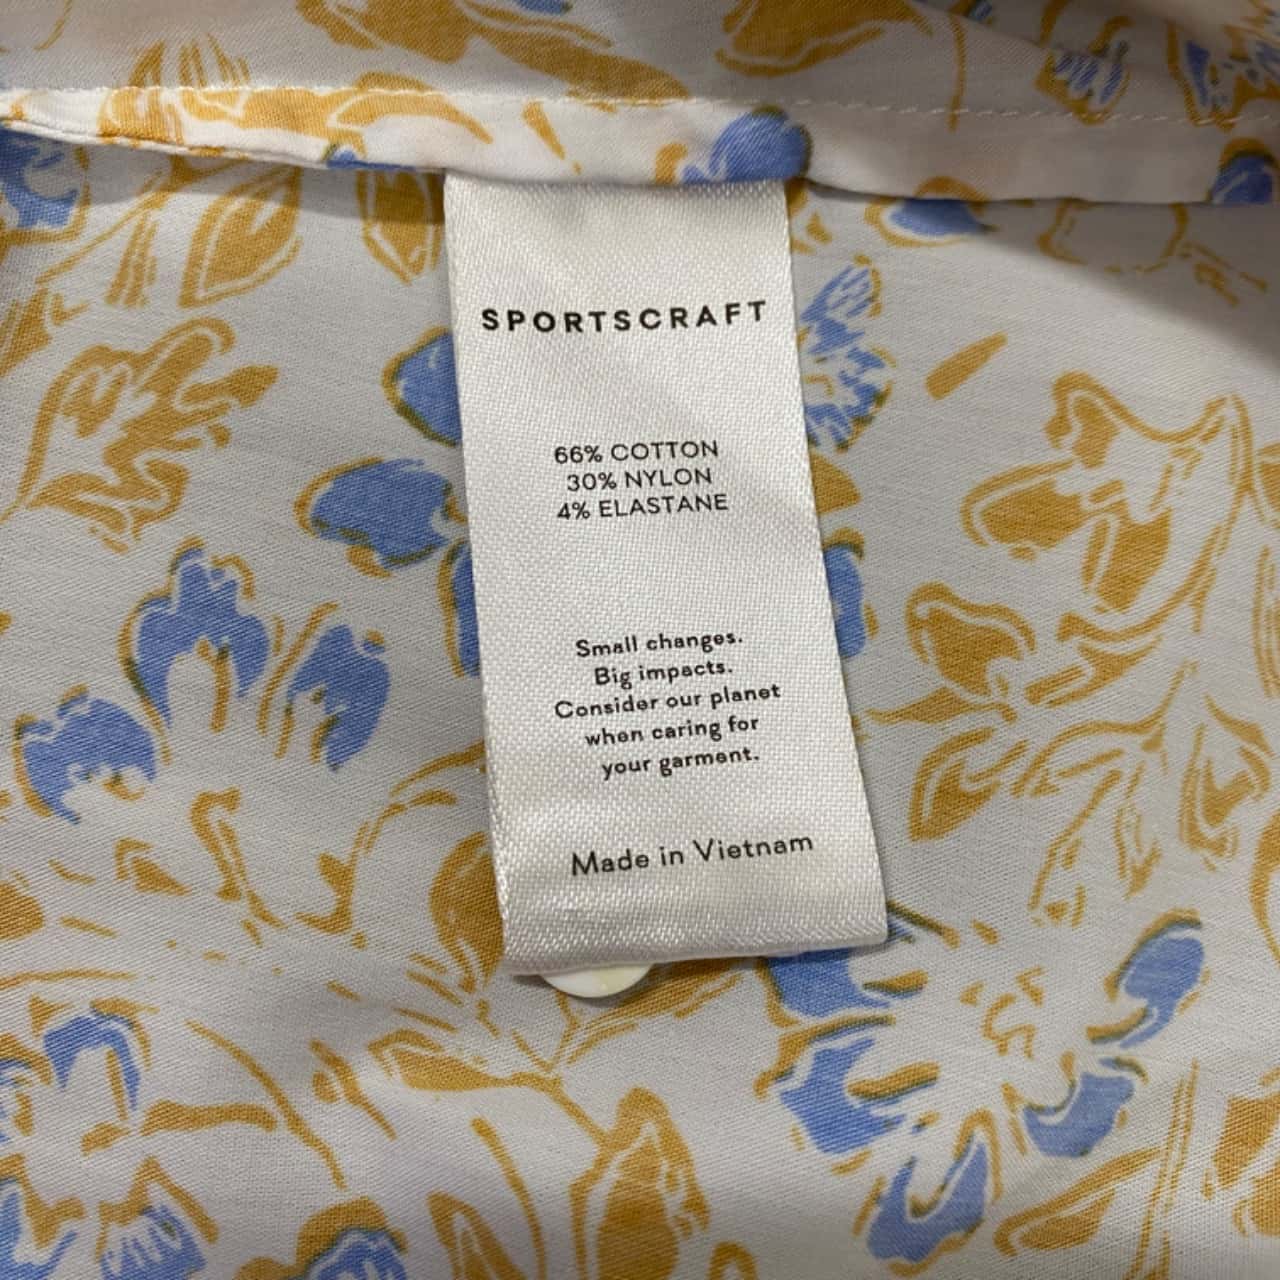 SPORTSCRAFT
66% COTTON
30% NYLON
4% ELASTANE
Small changes.
Big impacts.
Consider our planet
when caring for
your garment.
Made in Vietnam